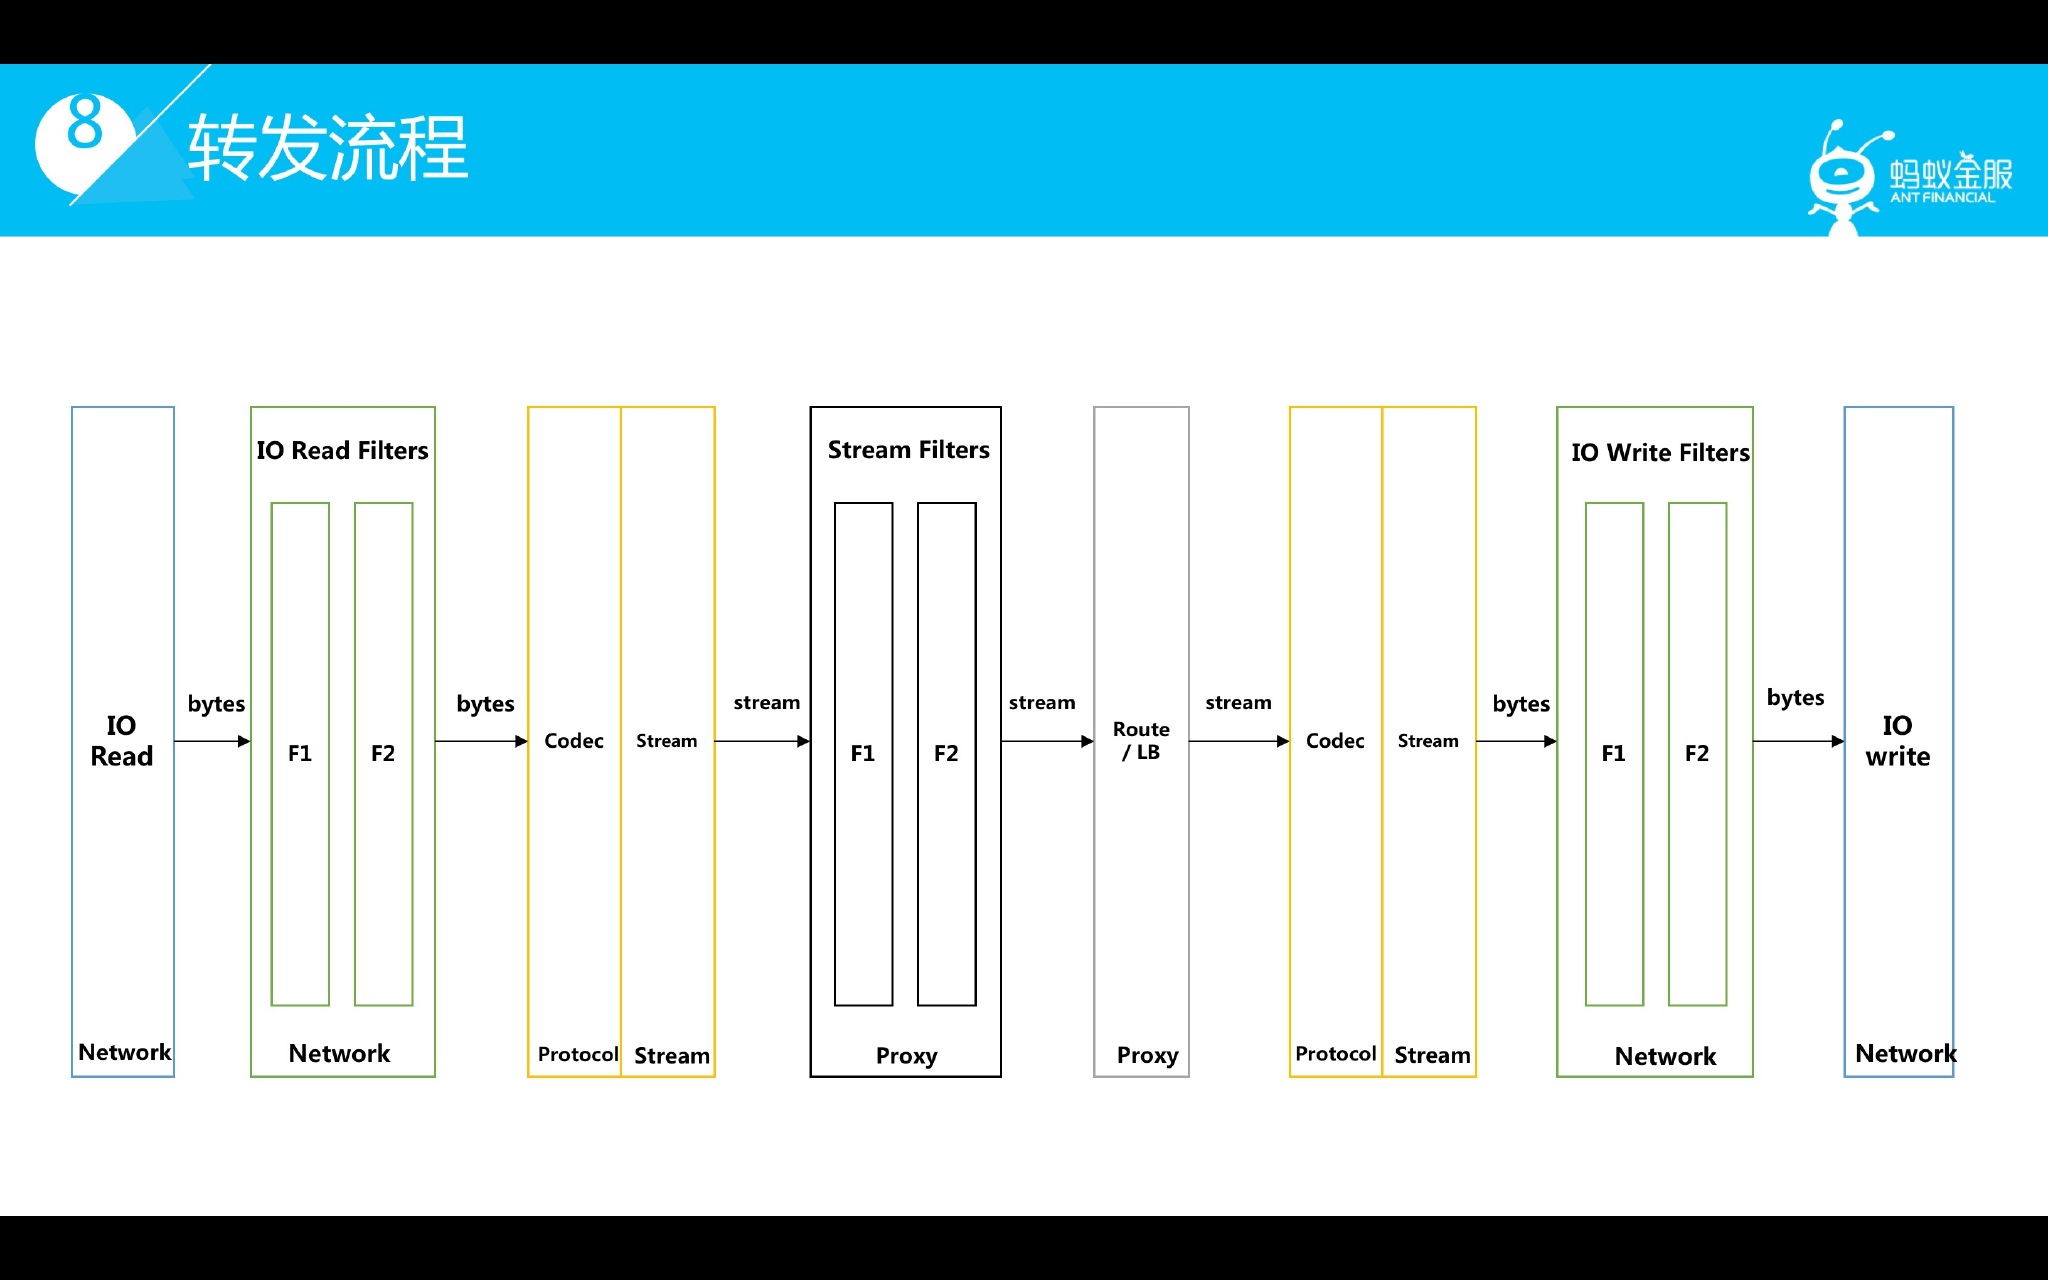 8
转发流程
蚂蚁金服
ANT FINANCIAL
IO Read Filters
Stream Filters
IO Write Filters
bytes
bytes
stream
stream
stream
bytes
bytes
IO
Read
F1
F2
Codec
Stream
F1
F2
Route
/ LB
Codec
Stream
F1
F2
IO
write
Network
Network
Protocol
Stream
Proxy
Proxy
Protocol
Stream
Network
Network